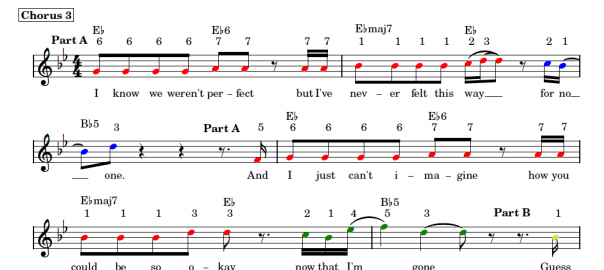 Chorus 3
Part A E♭ E♭6 E♭maj7
6 6 6 6 7 7 7 7 1 1 1 1 2 3 2 1
I know we weren't per – fect but I've nev – er felt this way for no
B♭5 Part A E♭ E♭6
3 5 6 6 6 6 7 7 7 7
one. And I just can't i – ma – gine how you
E♭maj7 E♭ B♭5 Part B
1 1 1 3 3 2 1 4 5 3 1
could be so o – kay now that I'm gone Guess